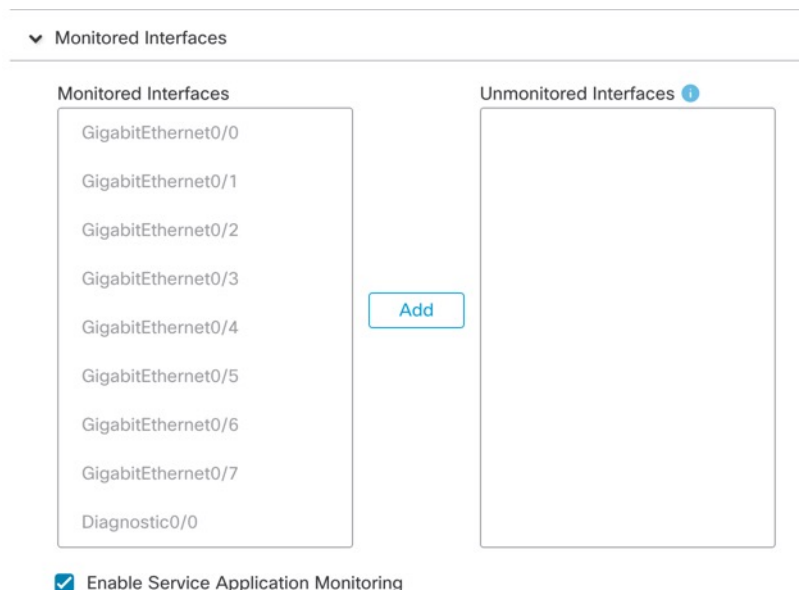 Monitored Interfaces
Monitored Interfaces
Unmonitored Interfaces
GigabitEthernet0/0
GigabitEthernet0/1
GigabitEthernet0/2
GigabitEthernet0/3
GigabitEthernet0/4
GigabitEthernet0/5
GigabitEthernet0/6
GigabitEthernet0/7
Diagnostic0/0
Add
Enable Service Application Monitoring